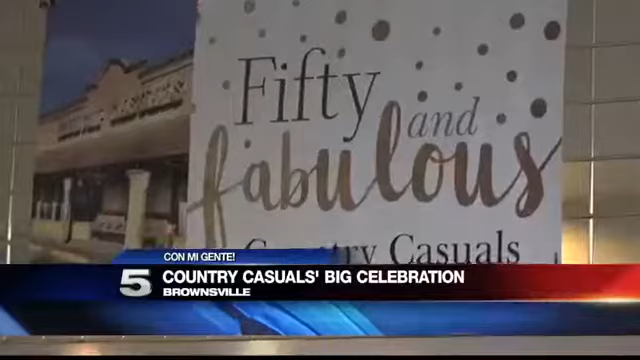 Fifty
and
fabulous
Country Casuals
CON MI GENTE!
5
COUNTRY CASUALS' BIG CELEBRATION
BROWNSVILLE